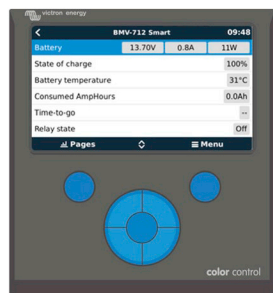 victron energy
BMV-712 Smart 09:48
Battery 13.70V 0.8A 11W
State of charge 100%
Battery temperature 31°C
Consumed AmpHours 0.0Ah
Time-to-go --
Relay state Off
Pages Menu
color control